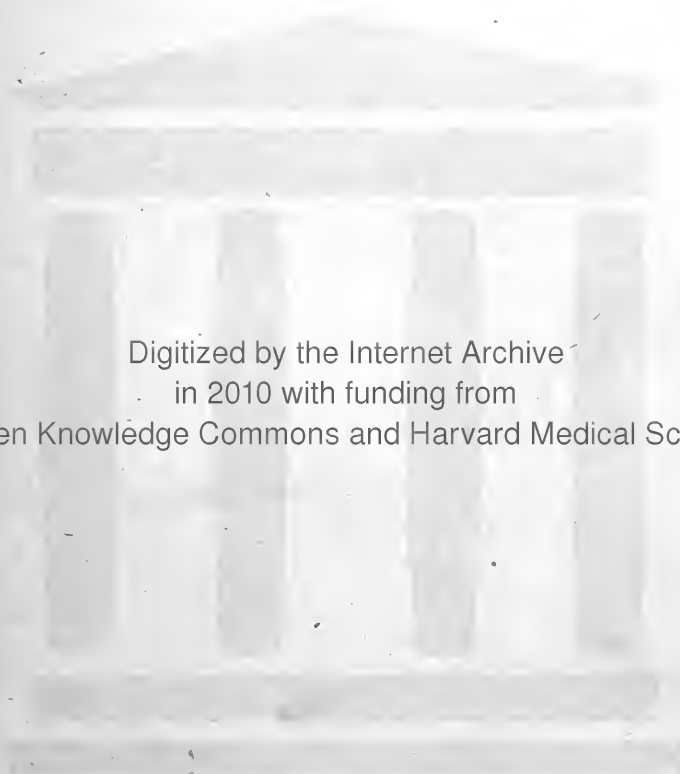 Digitized by the Internet Archive
in 2010 with funding from
en Knowledge Commons and Harvard Medical Sc